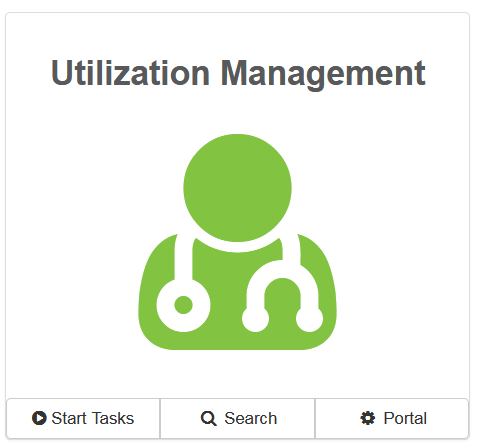 Utilization Management
Start Tasks
Search
Portal